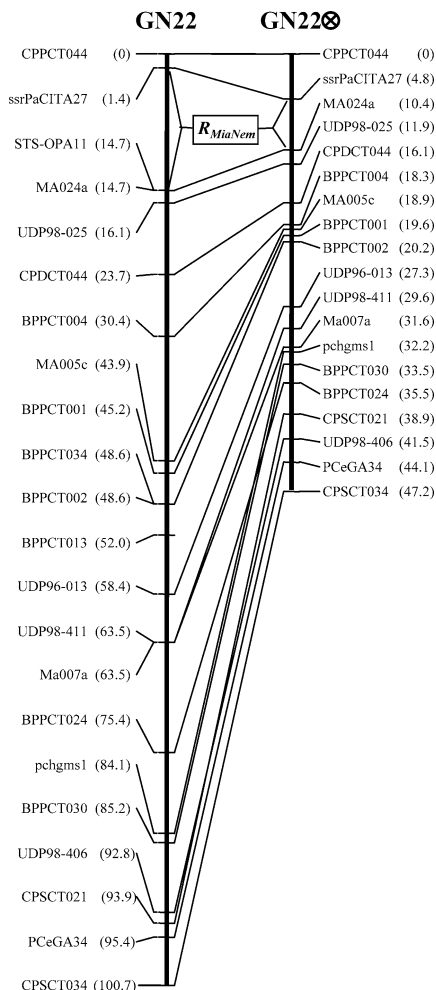 GN22 GN22⊗
CPPCT044 (0)
ssrPaCITA27 (1.4)
STS-OPA11 (14.7)
MA024a (14.7)
UDP98-025 (16.1)
CPDCT044 (23.7)
BPPCT004 (30.4)
MA005c (43.9)
BPPCT001 (45.2)
BPPCT034 (48.6)
BPPCT002 (48.6)
BPPCT013 (52.0)
UDP96-013 (58.4)
UDP98-411 (63.5)
Ma007a (63.5)
BPPCT024 (75.4)
pchgms1 (84.1)
BPPCT030 (85.2)
UDP98-406 (92.8)
CPSCT021 (93.9)
PCeGA34 (95.4)
CPSCT034 (100.7)
R MiaNem
CPPCT044 (0)
ssrPaCITA27 (4.8)
MA024a (10.4)
UDP98-025 (11.9)
CPDCT044 (16.1)
BPPCT004 (18.3)
MA005c (18.9)
BPPCT001 (19.6)
BPPCT002 (20.2)
UDP96-013 (27.3)
UDP98-411 (29.6)
Ma007a (31.6)
pchgms1 (32.2)
BPPCT030 (33.5)
BPPCT024 (35.5)
CPSCT021 (38.9)
UDP98-406 (41.5)
PCeGA34 (44.1)
CPSCT034 (47.2)